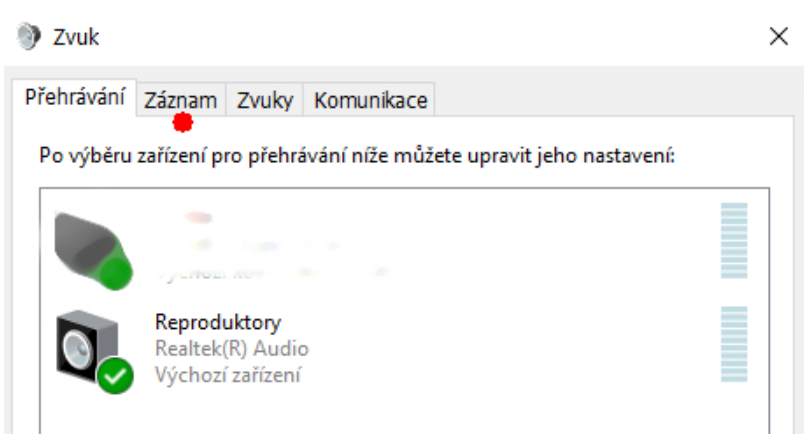 Zvuk
Přehrávání Záznam Zvuky Komunikace
Po výběru zařízení pro přehrávání níže můžete upravit jeho nastavení:
Reproduktory
Realtek(R) Audio
Výchozí zařízení